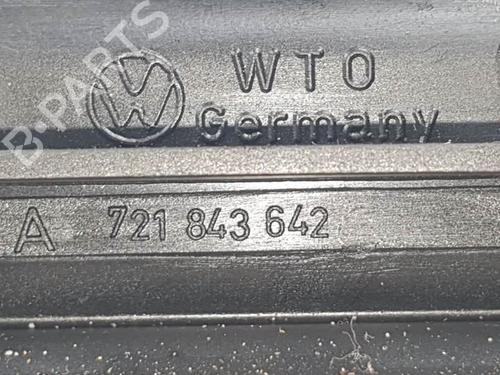 B-PARTS
WTO
Germany
A 721 843 642